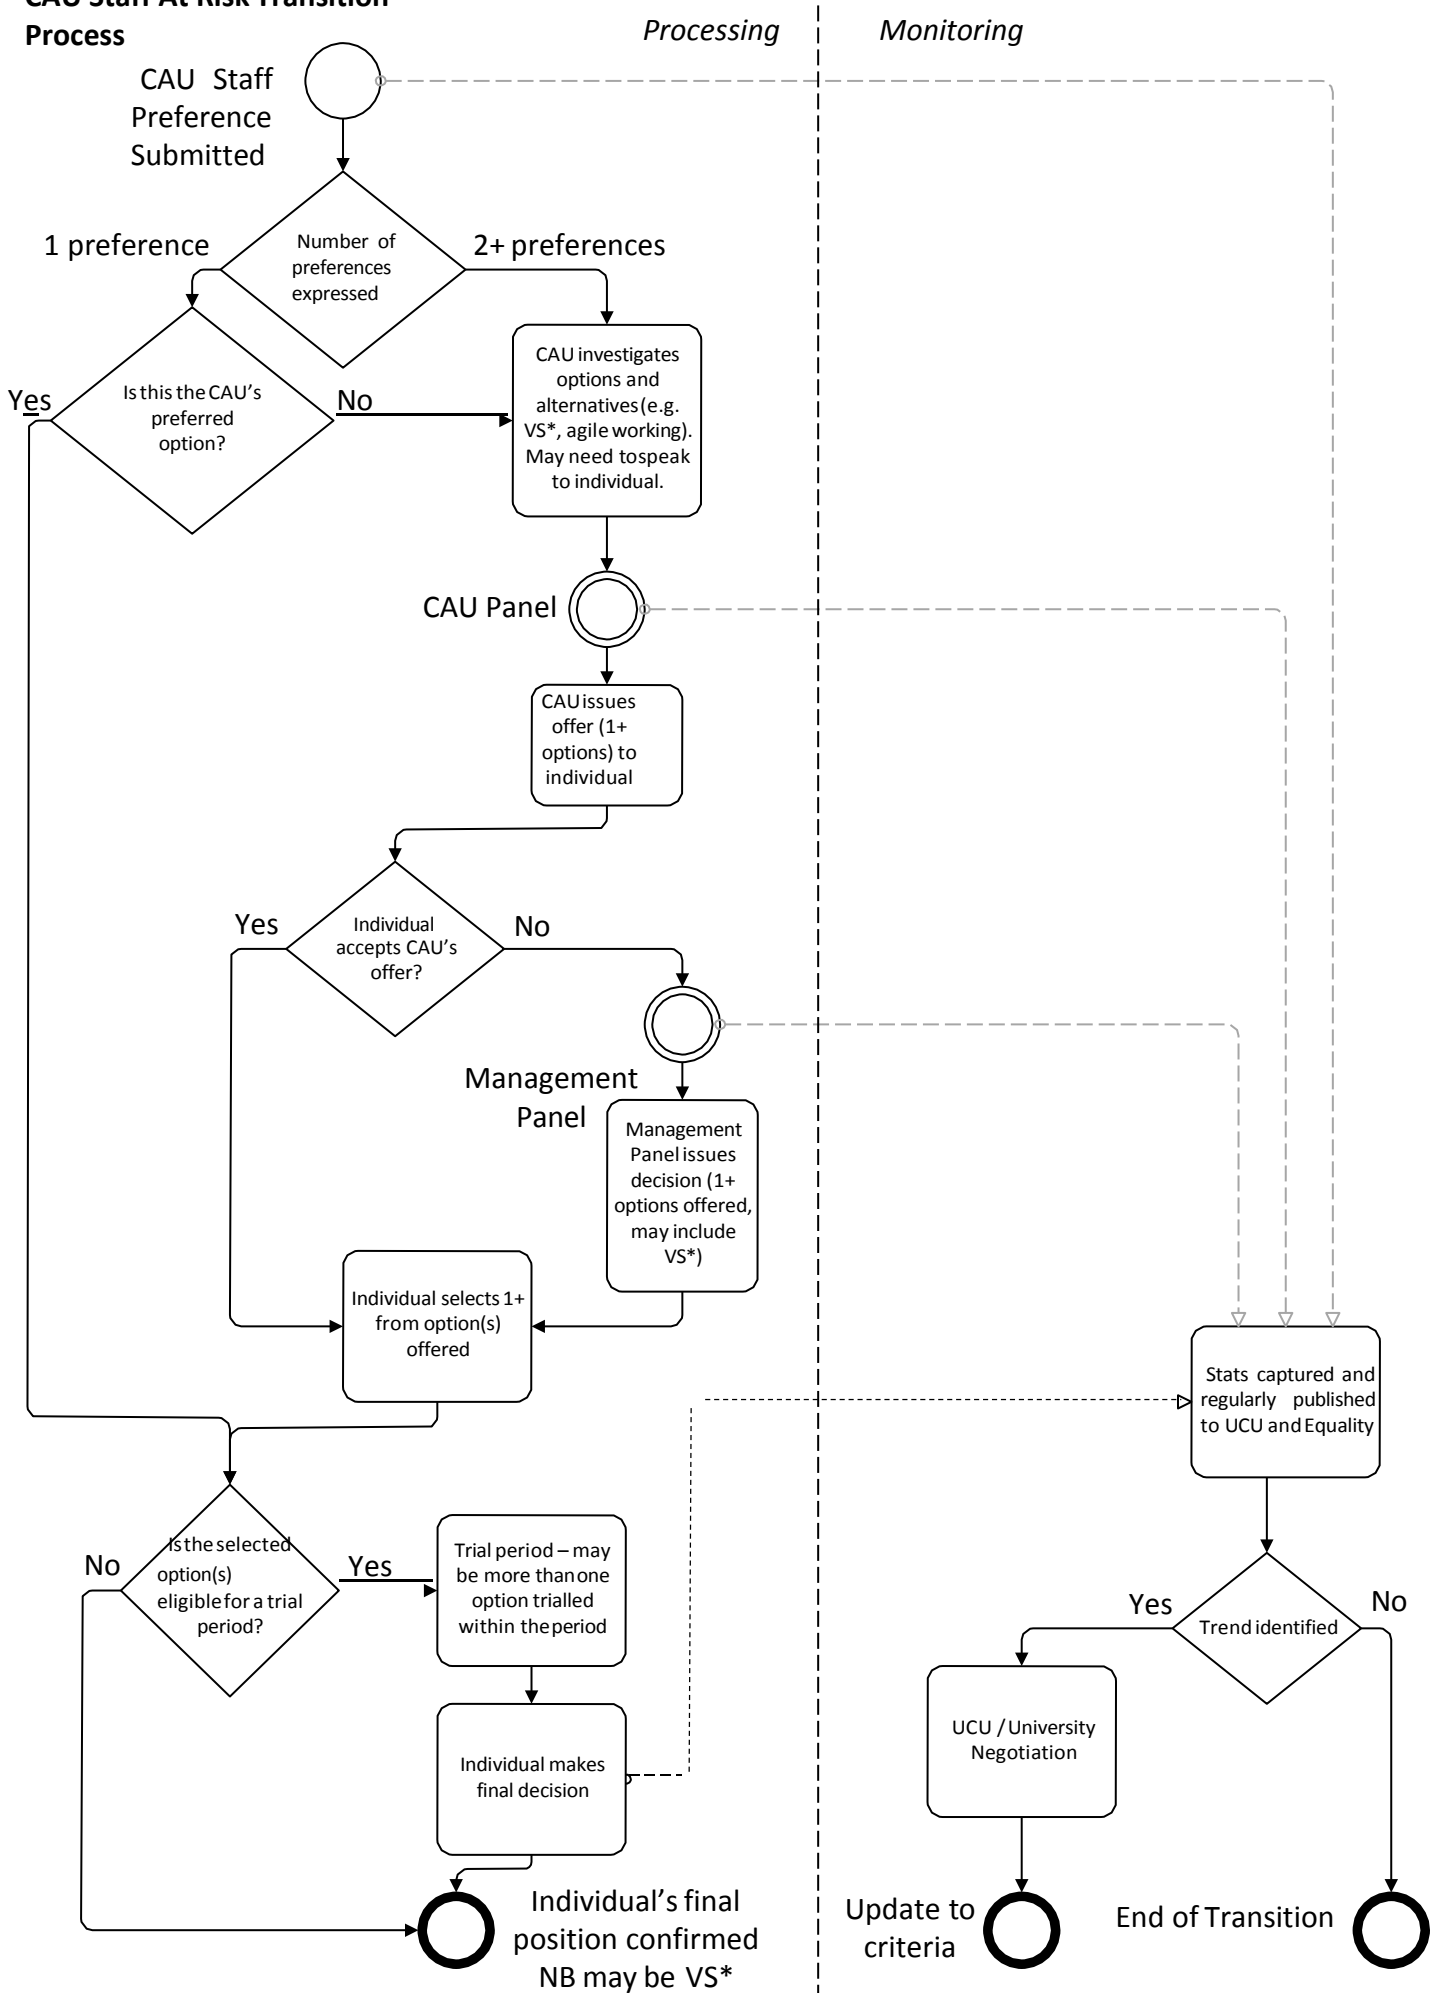 CAU Staff At Risk Transition
Process
Processing
Monitoring
CAU Staff
Preference
Submitted
1 preference
Number of
preferences
expressed
2+ preferences
Yes
Is this the CAU's
preferred
option?
No
CAU investigates
options and
alternatives (e.g.
VS*, agile working).
May need to speak
to individual.
CAU Panel
CAU issues
offer (1+
options) to
individual
Yes
Individual
accepts CAU's
offer?
No
Management
Panel
Management
Panel issues
decision (1+
options offered,
may include
VS*)
Individual selects 1+
from option(s)
offered
Stats captured and
regularly published
to UCU and Equality
No
Is the selected
option(s)
eligible for a trial
period?
Yes
Trial period – may
be more than one
option trialled
within the period
Yes
Trend identified
No
Individual makes
final decision
UCU / University
Negotiation
Individual's final
position confirmed
NB may be VS*
Update to
criteria
End of Transition